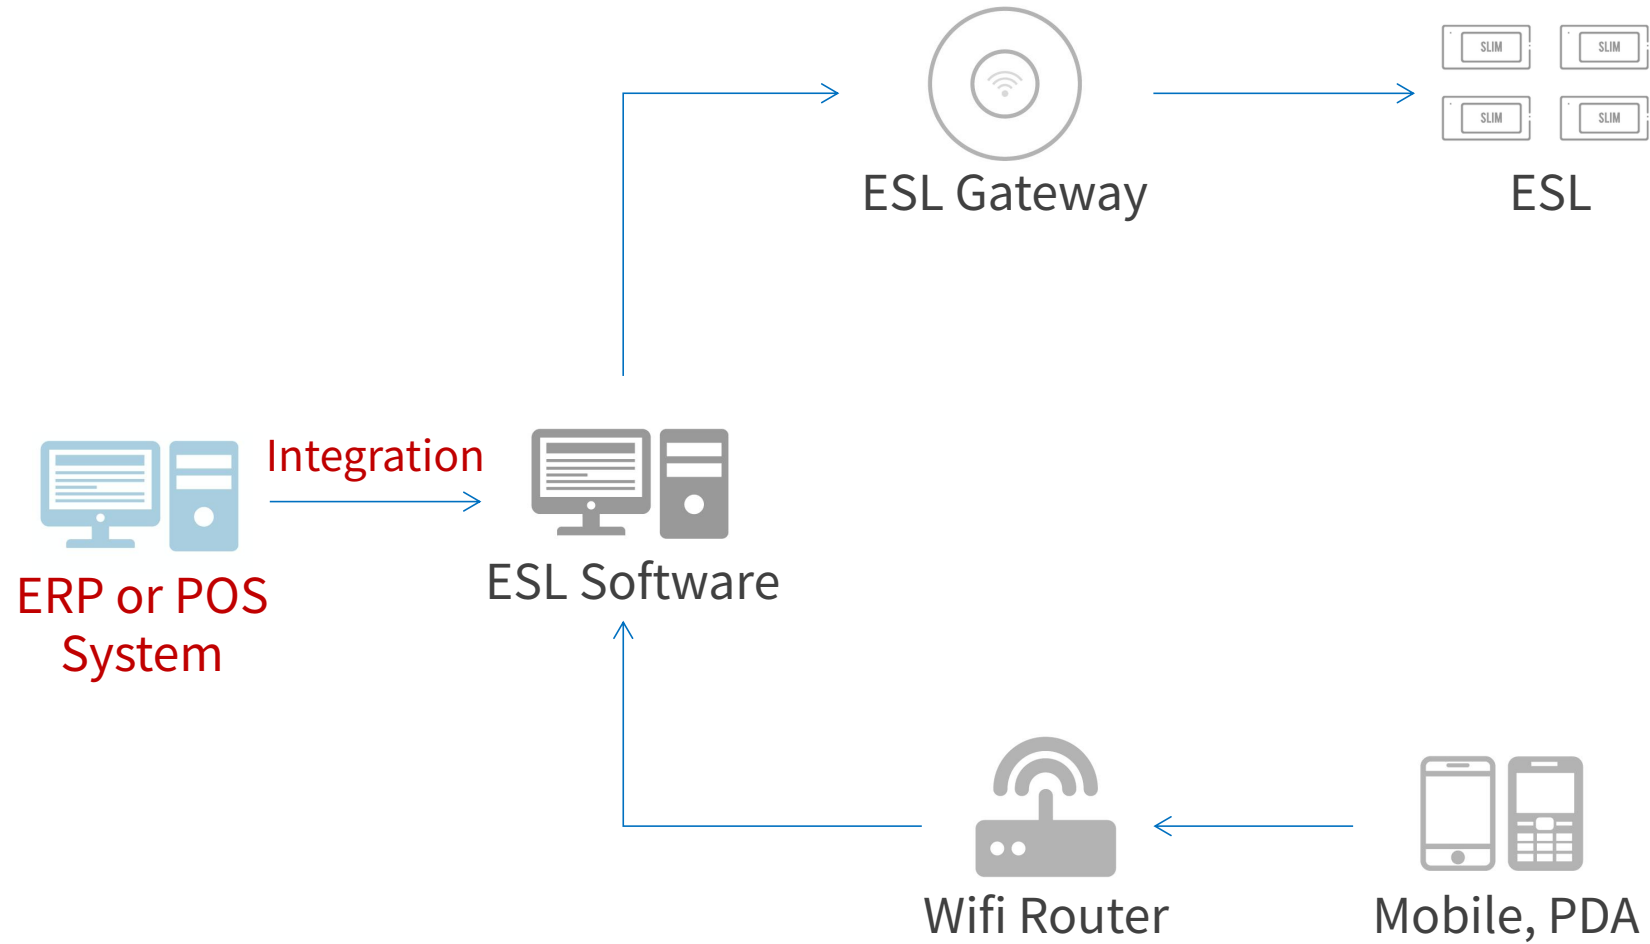 SLIM
SLIM
SLIM
SLIM
ESL Gateway
ESL
Integration
ERP or POS
System
ESL Software
Wifi Router
Mobile, PDA